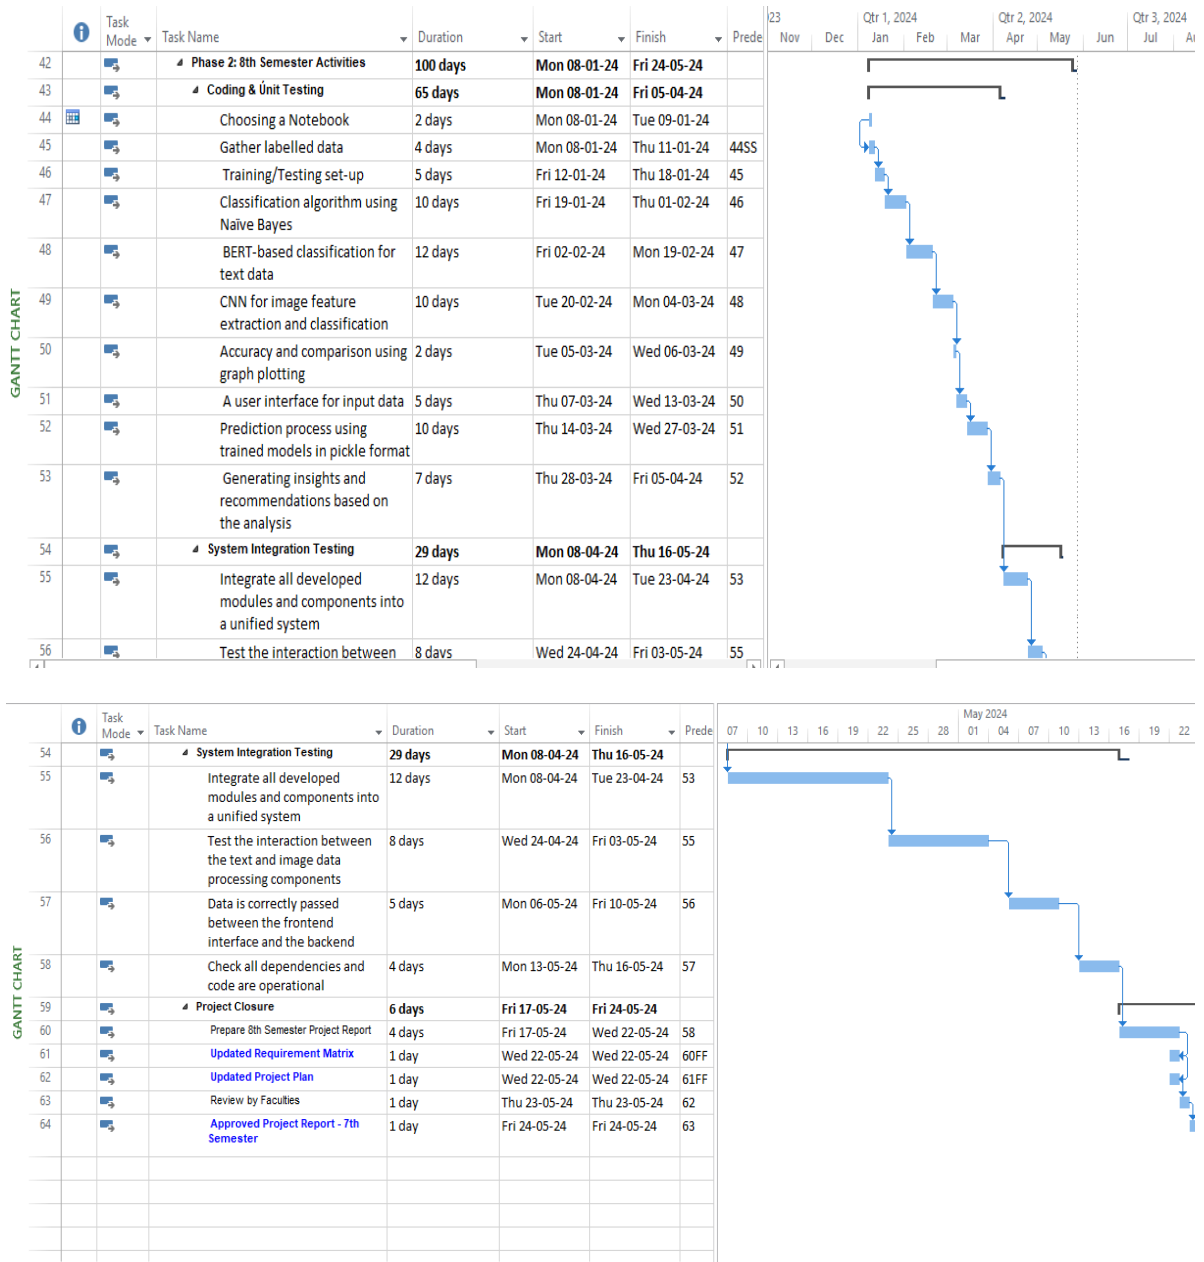 GANTT CHART
Task Mode Task Name Duration Start Finish Prede
23 Qtr 1, 2024 Qtr 2, 2024 Qtr 3, 2024
Nov Dec Jan Feb Mar Apr May Jun Jul
42 Phase 2: 8th Semester Activities 100 days Mon 08-01-24 Fri 24-05-24
43 Coding & Únit Testing 65 days Mon 08-01-24 Fri 05-04-24
44 Choosing a Notebook 2 days Mon 08-01-24 Tue 09-01-24
45 Gather labelled data 4 days Mon 08-01-24 Thu 11-01-24 44SS
46 Training/Testing set-up 5 days Fri 12-01-24 Thu 18-01-24 45
47 Classification algorithm using 10 days Fri 19-01-24 Thu 01-02-24 46
Naïve Bayes
48 BERT-based classification for 12 days Fri 02-02-24 Mon 19-02-24 47
text data
49 CNN for image feature 10 days Tue 20-02-24 Mon 04-03-24 48
extraction and classification
50 Accuracy and comparison using 2 days Tue 05-03-24 Wed 06-03-24 49
graph plotting
51 A user interface for input data 5 days Thu 07-03-24 Wed 13-03-24 50
52 Prediction process using 10 days Thu 14-03-24 Wed 27-03-24 51
trained models in pickle format
53 Generating insights and 7 days Thu 28-03-24 Fri 05-04-24 52
recommendations based on
the analysis
54 System Integration Testing 29 days Mon 08-04-24 Thu 16-05-24
55 Integrate all developed 12 days Mon 08-04-24 Tue 23-04-24 53
modules and components into
a unified system
56 Test the interaction between 8 days Wed 24-04-24 Fri 03-05-24 55
GANTT CHART
Task Mode Task Name Duration Start Finish Prede
May 2024
07 10 13 16 19 22 25 28 01 04 07 10 13 16 19 22
54 System Integration Testing 29 days Mon 08-04-24 Thu 16-05-24
55 Integrate all developed 12 days Mon 08-04-24 Tue 23-04-24 53
modules and components into
a unified system
56 Test the interaction between 8 days Wed 24-04-24 Fri 03-05-24 55
the text and image data
processing components
57 Data is correctly passed 5 days Mon 06-05-24 Fri 10-05-24 56
between the frontend
interface and the backend
58 Check all dependencies and 4 days Mon 13-05-24 Thu 16-05-24 57
code are operational
59 Project Closure 6 days Fri 17-05-24 Fri 24-05-24
60 Prepare 8th Semester Project Report 4 days Fri 17-05-24 Wed 22-05-24 58
61 Updated Requirement Matrix 1 day Wed 22-05-24 Wed 22-05-24 60FF
62 Updated Project Plan 1 day Wed 22-05-24 Wed 22-05-24 61FF
63 Review by Faculties 1 day Thu 23-05-24 Thu 23-05-24 62
64 Approved Project Report - 7th 1 day Fri 24-05-24 Fri 24-05-24 63
Semester